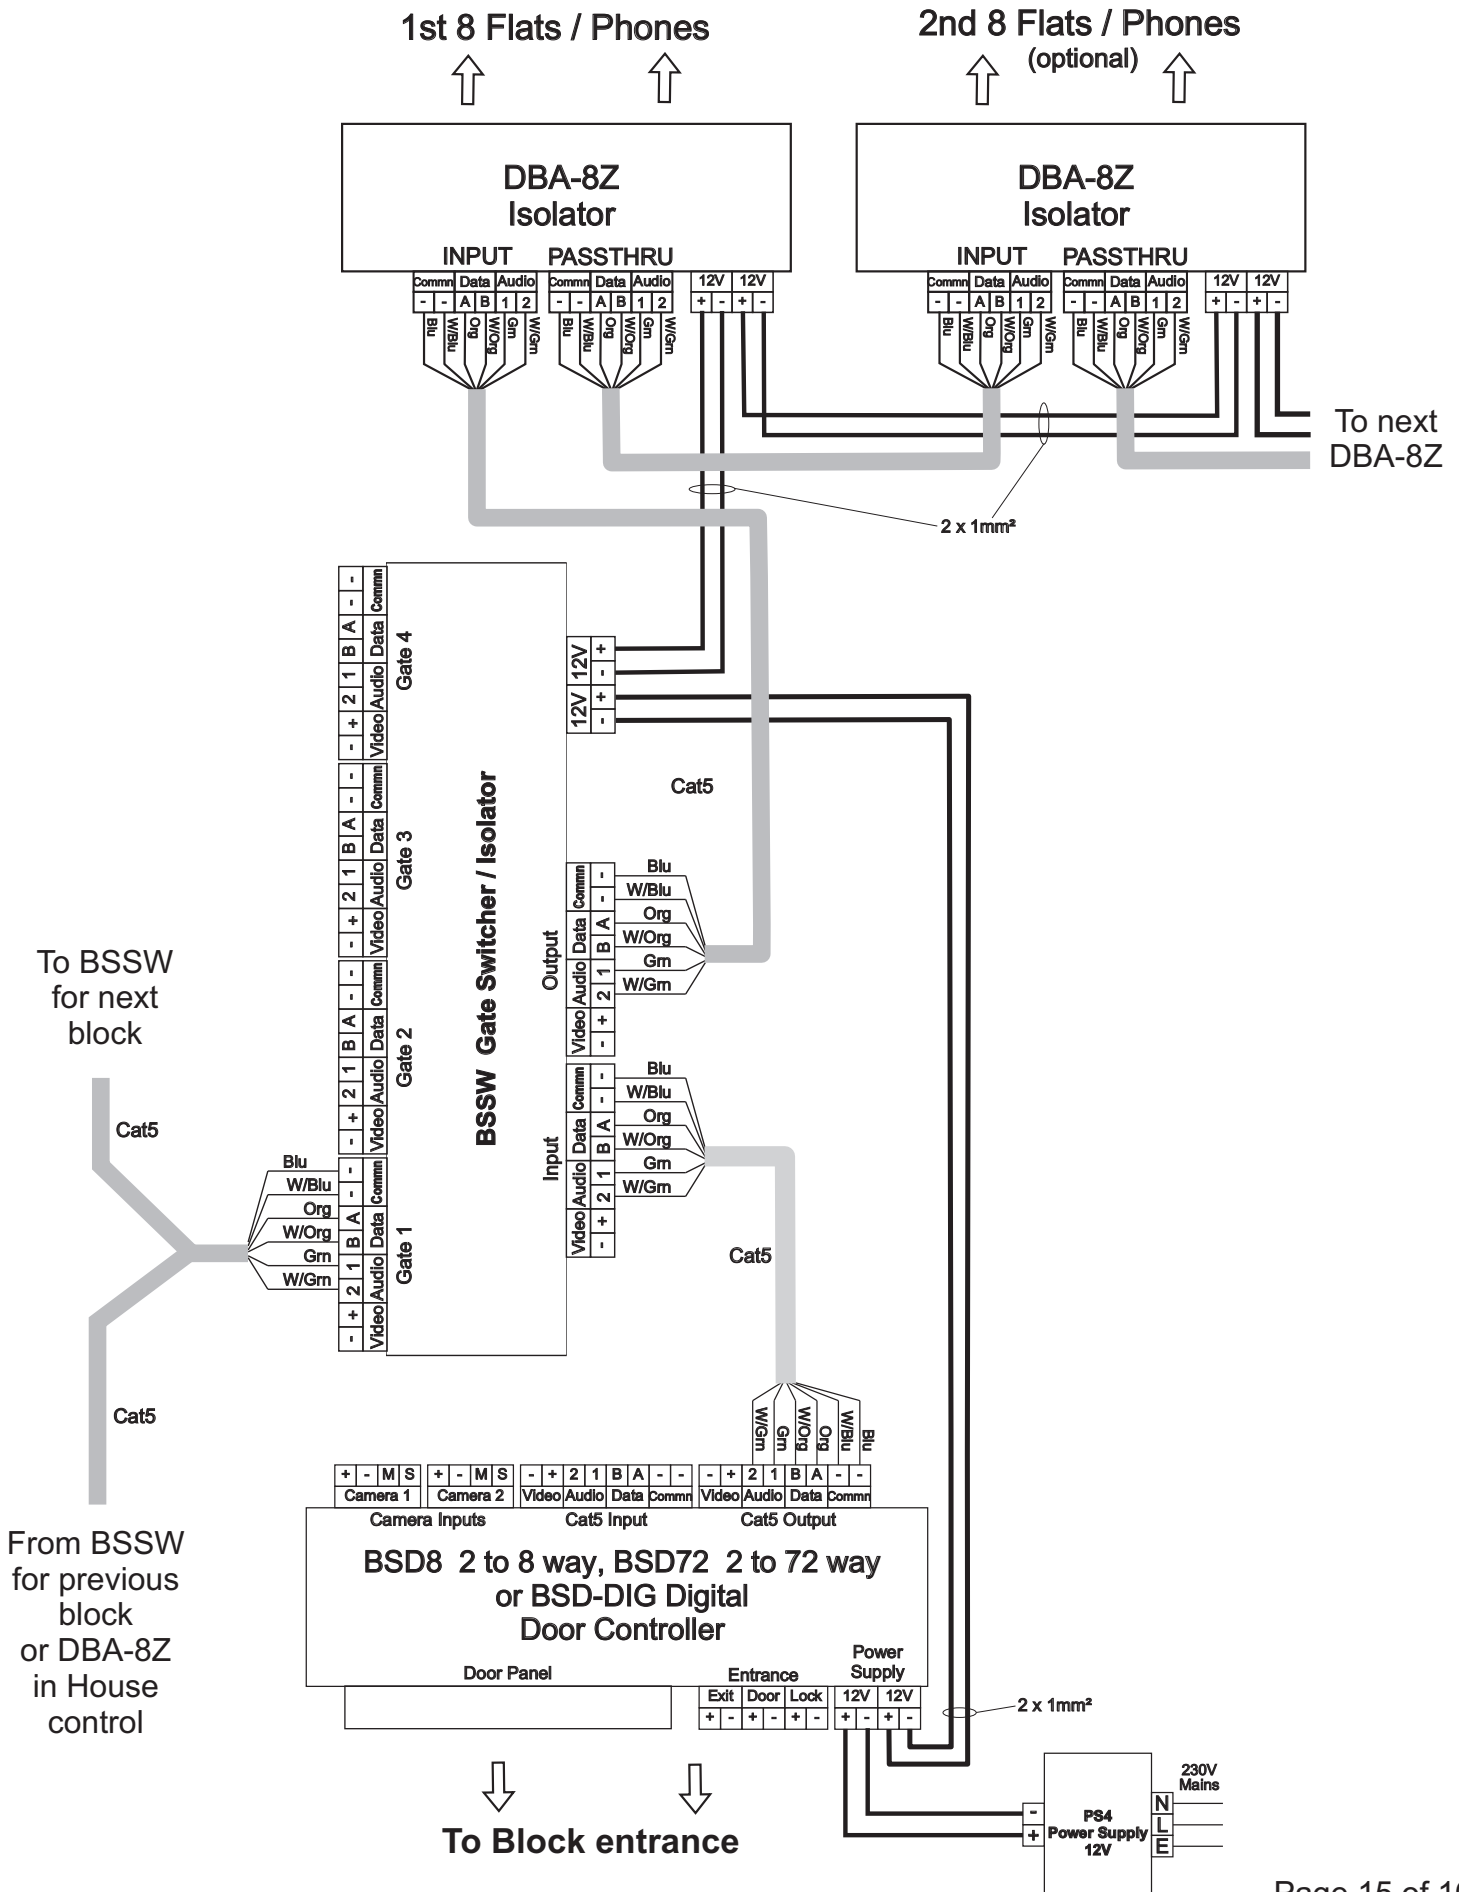 1st 8 Flats / Phones
2nd 8 Flats / Phones
(optional)
DBA-8Z
Isolator
INPUT PASSTHRU
Commn Data Audio Commn Data Audio 12V 12V
- - A B 1 2 - - A B 1 2 + - + -
Blu W/Blu Org W/Org Grn W/Grn Blu W/Blu Org W/Org Grn W/Grn
DBA-8Z
Isolator
INPUT PASSTHRU
Commn Data Audio Commn Data Audio 12V 12V
- - A B 1 2 - - A B 1 2 + - + -
Blu W/Blu Org W/Org Grn W/Grn Blu W/Blu Org W/Org Grn W/Grn
To next
DBA-8Z
2 x 1mm²
BSSW Gate Switcher / Isolator
Gate 4
- - A B 1 2 + -
Commn Data Audio Video
Gate 3
- - A B 1 2 + -
Commn Data Audio Video
Gate 2
- - A B 1 2 + -
Commn Data Audio Video
Gate 1
- - A B 1 2 + -
Commn Data Audio Video
Blu
W/Blu
Org
W/Org
Grn
W/Grn
12V + -
12V + -
Cat5
Output
Commn Data Audio Video
- - A B 1 2 + -
Blu
W/Blu
Org
W/Org
Grn
W/Grn
Input
Commn Data Audio Video
- - A B 1 2 + -
Blu
W/Blu
Org
W/Org
Grn
W/Grn
Cat5
To BSSW
for next
block
Cat5
Cat5
From BSSW
for previous
block
or DBA-8Z
in House
control
W/Grn Grn W/Org Org W/Blu Blu
+ - M S + - M S - + 2 1 B A - - - + 2 1 B A - -
Camera 1 Camera 2 Video Audio Data Commn Video Audio Data Commn
Camera Inputs Cat5 Input Cat5 Output
BSD8 2 to 8 way, BSD72 2 to 72 way
or BSD-DIG Digital
Door Controller
Door Panel
Entrance
Power
Supply
Exit Door Lock 12V 12V
+ - + - + - + - + -
2 x 1mm²
To Block entrance
PS4
Power Supply
12V
- +
230V
Mains
N
L
E
Page 15 of